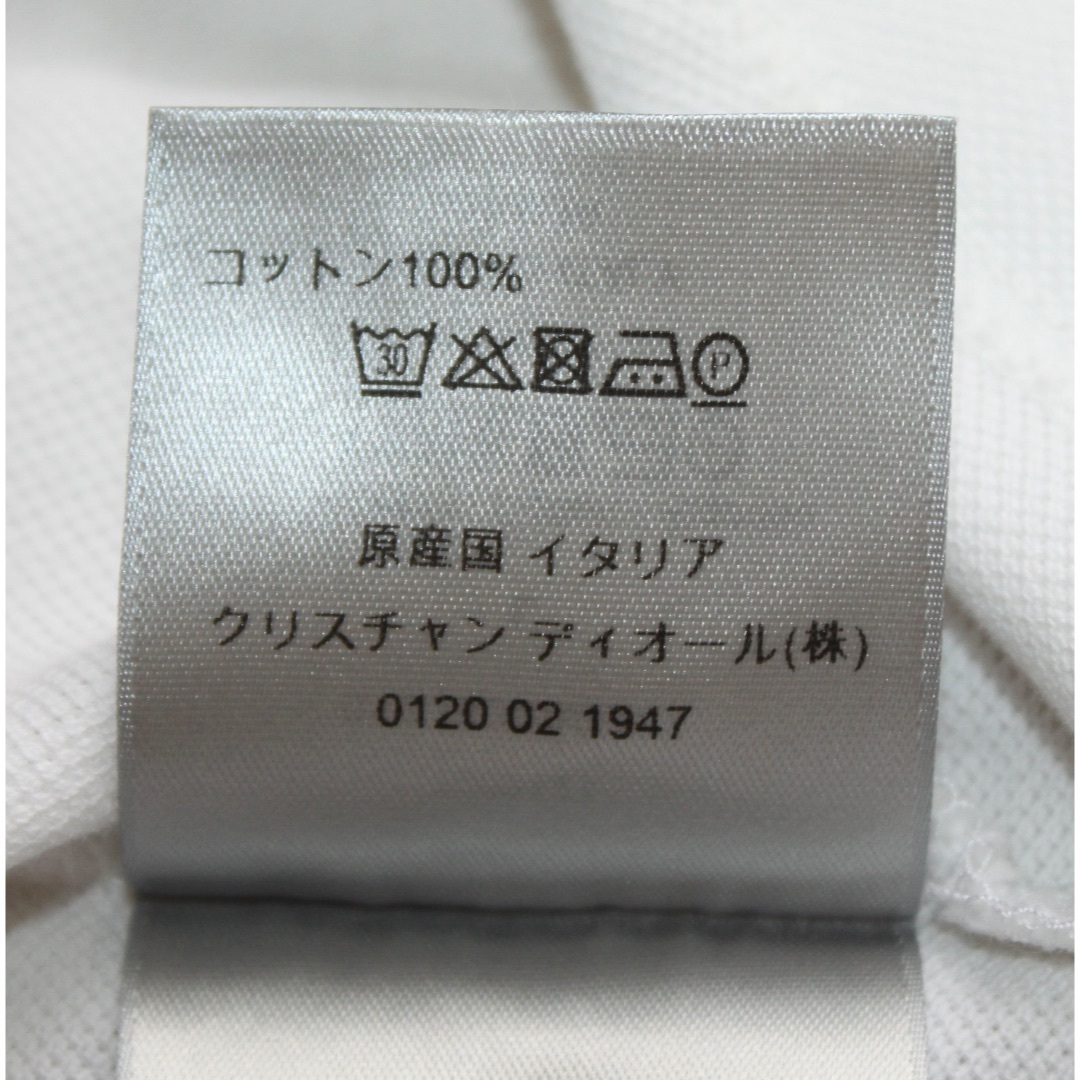 コットン100%
30 P
原産国 イタリア
クリスチャン ディオール(株)
0120 02 1947